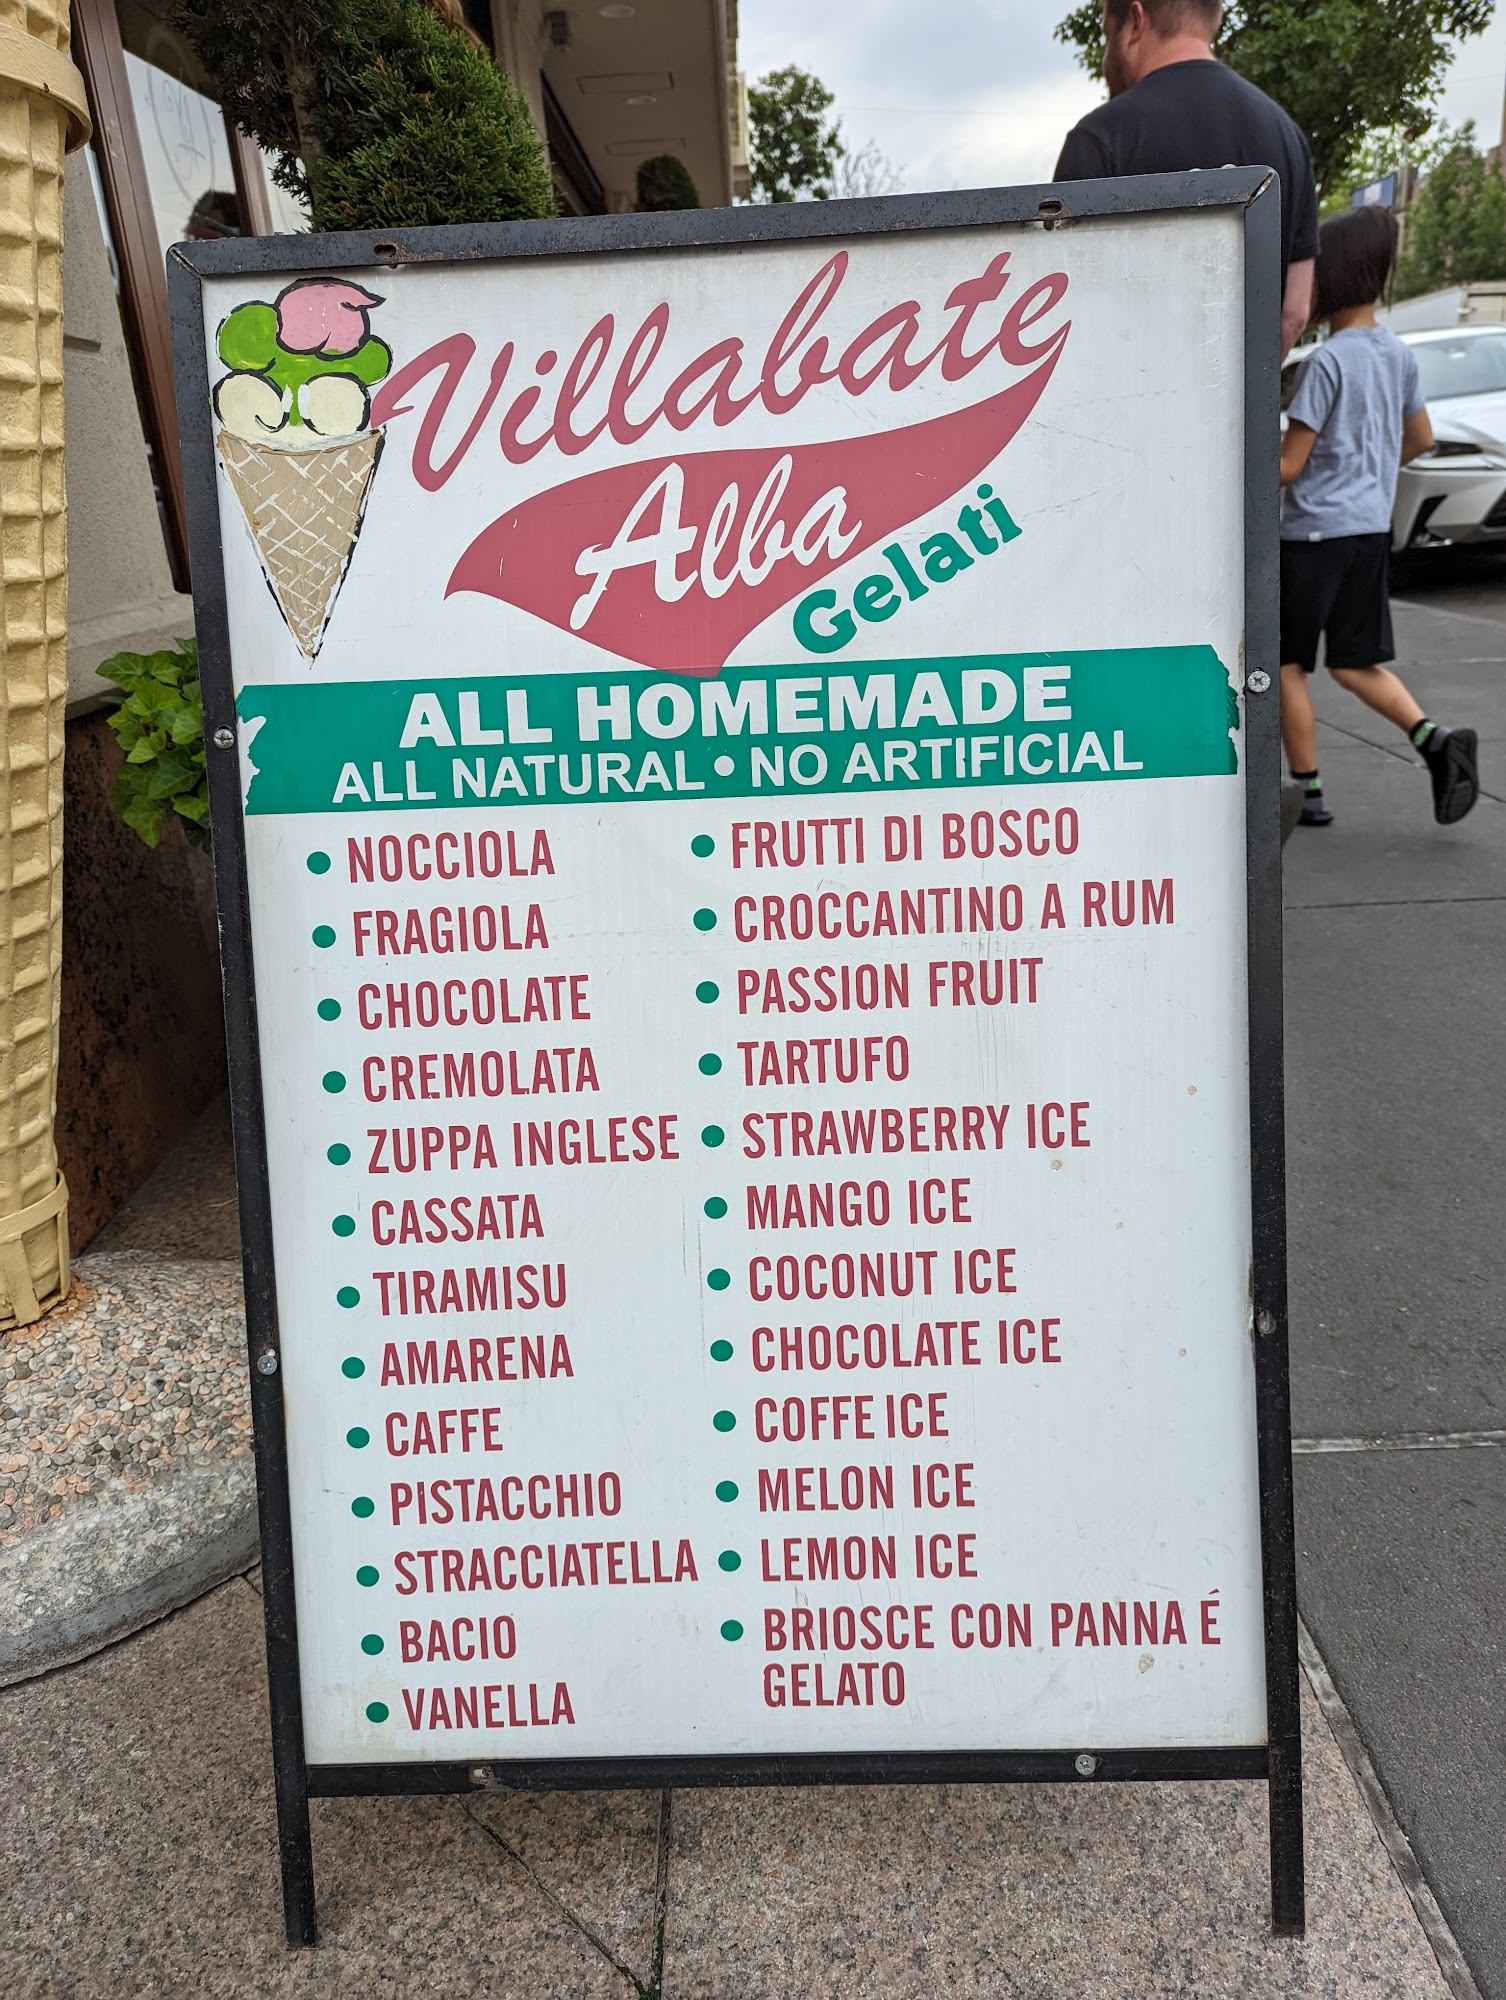 Villabate
Alba
Gelati
ALL HOMEMADE
ALL NATURAL • NO ARTIFICIAL
• NOCCIOLA
• FRAGIOLA
• CHOCOLATE
• CREMOLATA
• ZUPPA INGLESE
• CASSATA
• TIRAMISU
• AMARENA
• CAFFE
• PISTACCHIO
• STRACCIATELLA
• BACIO
• VANELLA
• FRUTTI DI BOSCO
• CROCCANTINO A RUM
• PASSION FRUIT
• TARTUFO
• STRAWBERRY ICE
• MANGO ICE
• COCONUT ICE
• CHOCOLATE ICE
• COFFE ICE
• MELON ICE
• LEMON ICE
• BRIOSCE CON PANNA É
GELATO